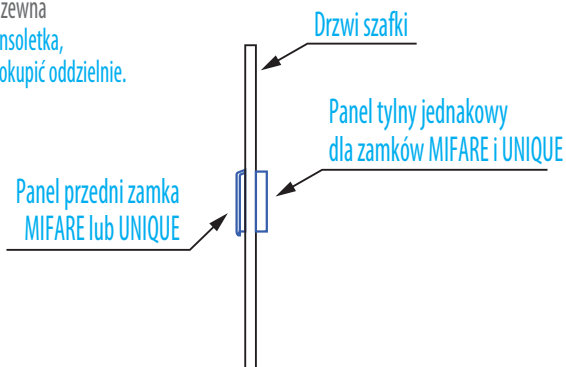 zewna
nsoletka,
okupić oddzielnie.
Drzwi szafki
Panel tylny jednakowy
dla zamków MIFARE i UNIQUE
Panel przedni zamka
MIFARE lub UNIQUE